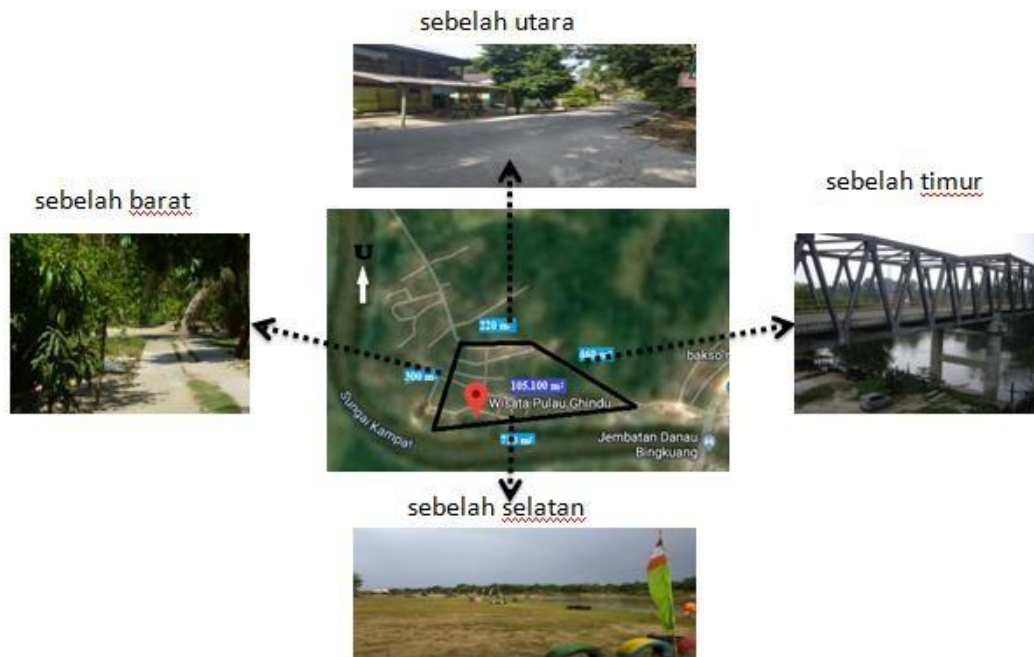 sebelah utara
sebelah timur
sebelah barat
U
220 m²
300 m
105.100 m²
Wisata Pulau Ghindu
Sungai Kampar
Jembatan Danau
Bingkuang
sebelah selatan